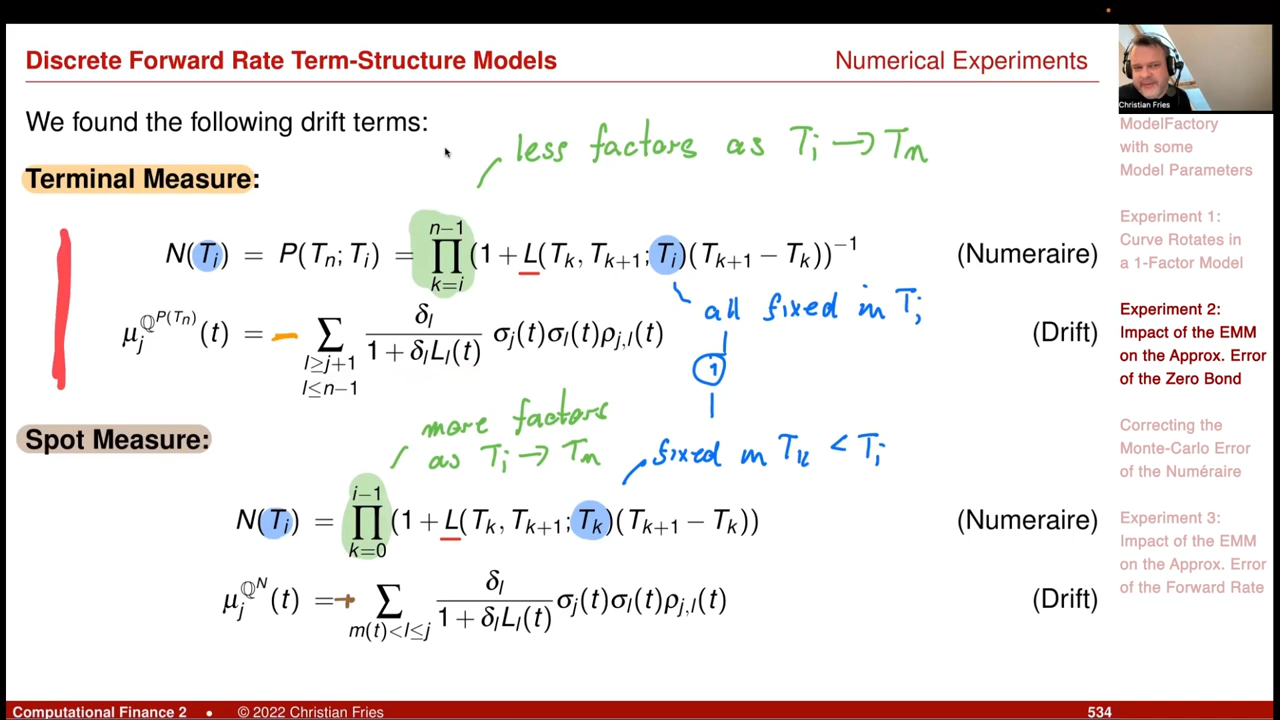 Discrete Forward Rate Term-Structure Models
Numerical Experiments
Christian Fries
We found the following drift terms:
less factors as Tᵢ → Tₙ
Terminal Measure:
N(Tᵢ) = P(Tₙ; Tᵢ) = ∏_{k=i}^{n−1} (1 + L(Tₖ, Tₖ₊₁; Tᵢ)(Tₖ₊₁ − Tₖ))⁻¹ (Numeraire)
all fixed in Tᵢ
μⱼ^{ℚ^{P(Tₙ)}}(t) = − ∑_{l≥j+1, l≤n−1} δₗ / (1 + δₗLₗ(t)) σⱼ(t)σₗ(t)ρⱼ,ₗ(t) (Drift)
1
more factors
as Tᵢ → Tₙ
fixed in Tₖ < Tᵢ
Spot Measure:
N(Tᵢ) = ∏_{k=0}^{i−1} (1 + L(Tₖ, Tₖ₊₁; Tₖ)(Tₖ₊₁ − Tₖ)) (Numeraire)
μⱼ^{ℚ^N}(t) = + ∑_{m(t)<l≤j} δₗ / (1 + δₗLₗ(t)) σⱼ(t)σₗ(t)ρⱼ,ₗ(t) (Drift)
ModelFactory
with some
Model Parameters
Experiment 1:
Curve Rotates in
a 1-Factor Model
Experiment 2:
Impact of the EMM
on the Approx. Error
of the Zero Bond
Correcting the
Monte-Carlo Error
of the Numéraire
Experiment 3:
Impact of the EMM
on the Approx. Error
of the Forward Rate
Computational Finance 2 • © 2022 Christian Fries
534